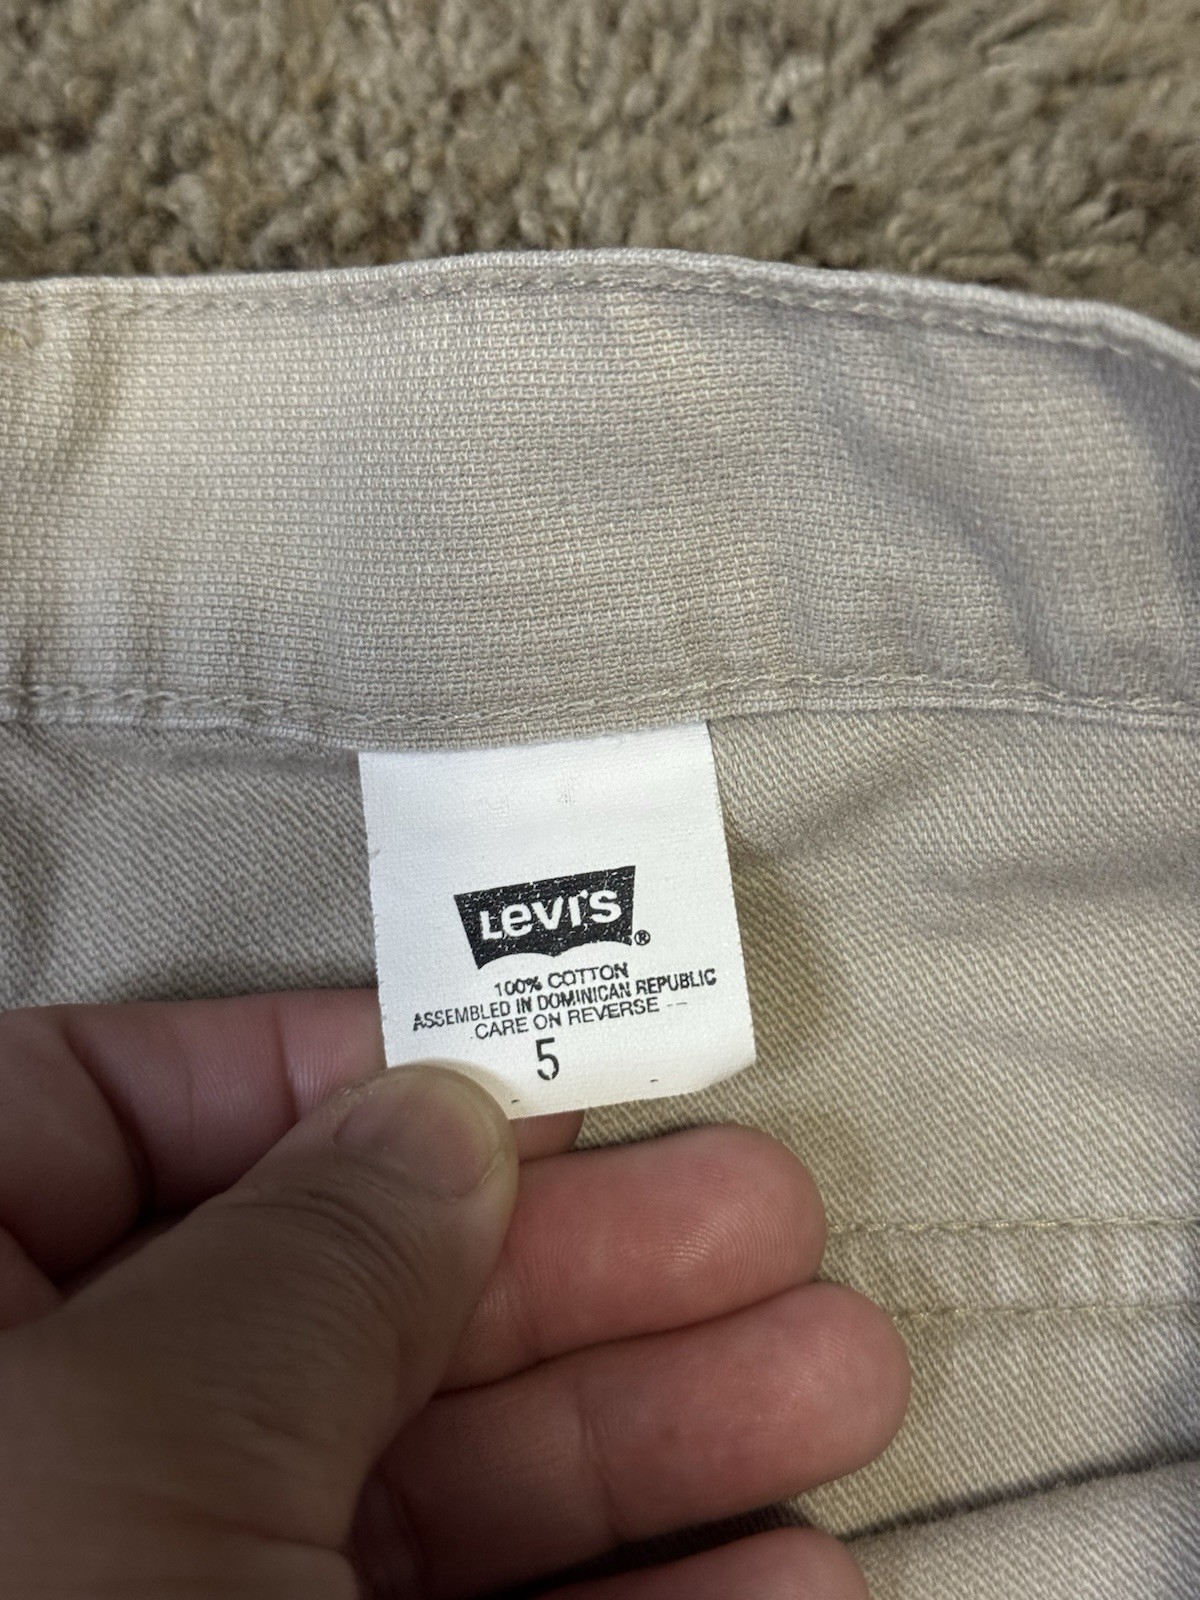 Levi's®
100% COTTON
ASSEMBLED IN DOMINICAN REPUBLIC
CARE ON REVERSE
5